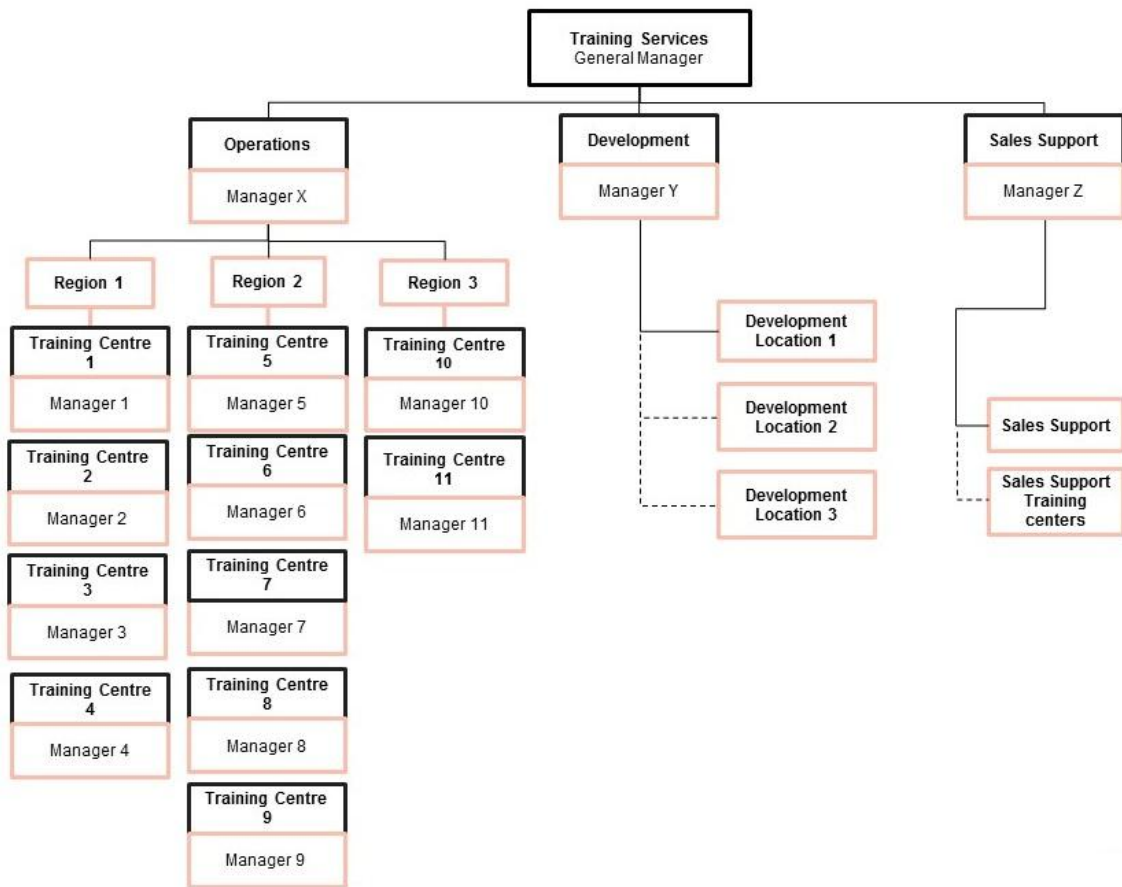 Training Services
General Manager
Operations
Manager X
Development
Manager Y
Sales Support
Manager Z
Region 1
Region 2
Region 3
Training Centre
1
Manager 1
Training Centre
2
Manager 2
Training Centre
3
Manager 3
Training Centre
4
Manager 4
Training Centre
5
Manager 5
Training Centre
6
Manager 6
Training Centre
7
Manager 7
Training Centre
8
Manager 8
Training Centre
9
Manager 9
Training Centre
10
Manager 10
Training Centre
11
Manager 11
Development
Location 1
Development
Location 2
Development
Location 3
Sales Support
Sales Support
Training
centers